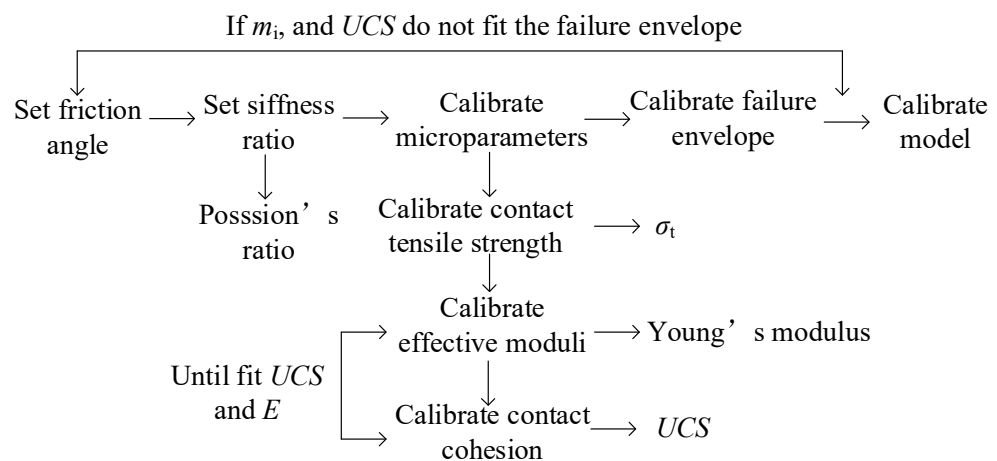 If mi, and UCS do not fit the failure envelope
Set friction
angle
Set siffness
ratio
Calibrate
microparameters
Calibrate failure
envelope
Calibrate
model
Posssion’s
ratio
Calibrate contact
tensile strength
σt
Calibrate
effective moduli
Young’s modulus
Until fit UCS
and E
Calibrate contact
cohesion
UCS